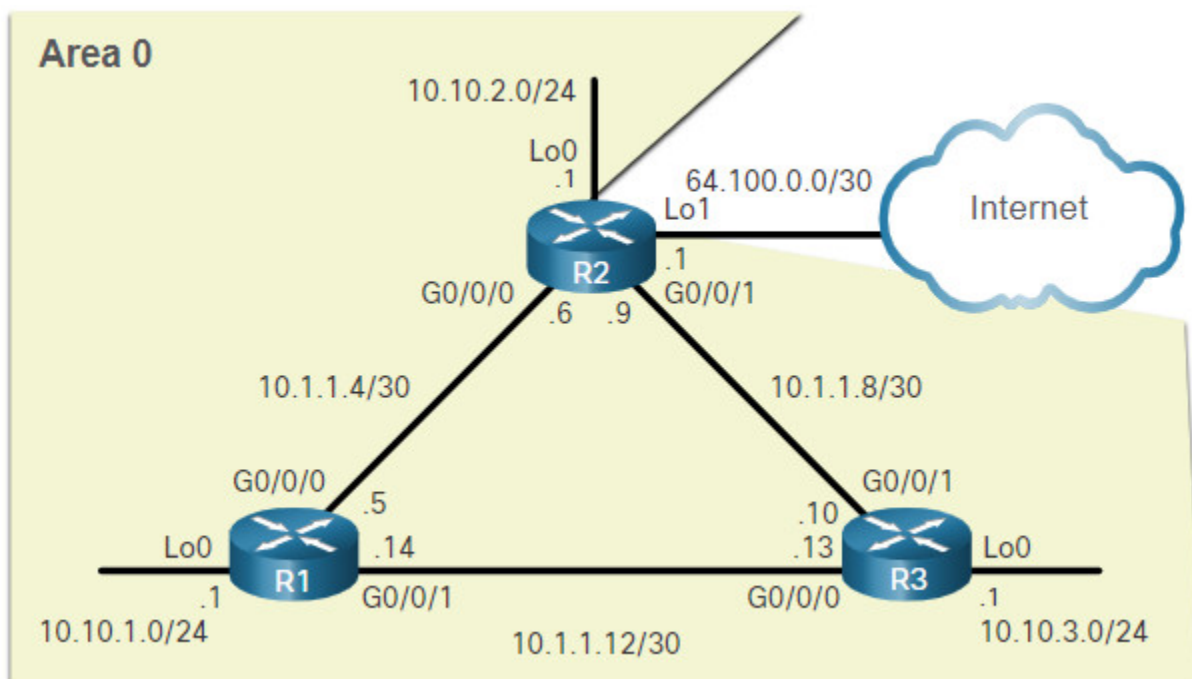 Area 0
10.10.2.0/24
Lo0
.1
64.100.0.0/30
Internet
Lo1
R2
.1
G0/0/0
G0/0/1
.6
.9
10.1.1.4/30
10.1.1.8/30
G0/0/0
G0/0/1
.5
.10
Lo0
.14
.13
Lo0
R1
R3
.1
G0/0/1
G0/0/0
.1
10.10.1.0/24
10.1.1.12/30
10.10.3.0/24